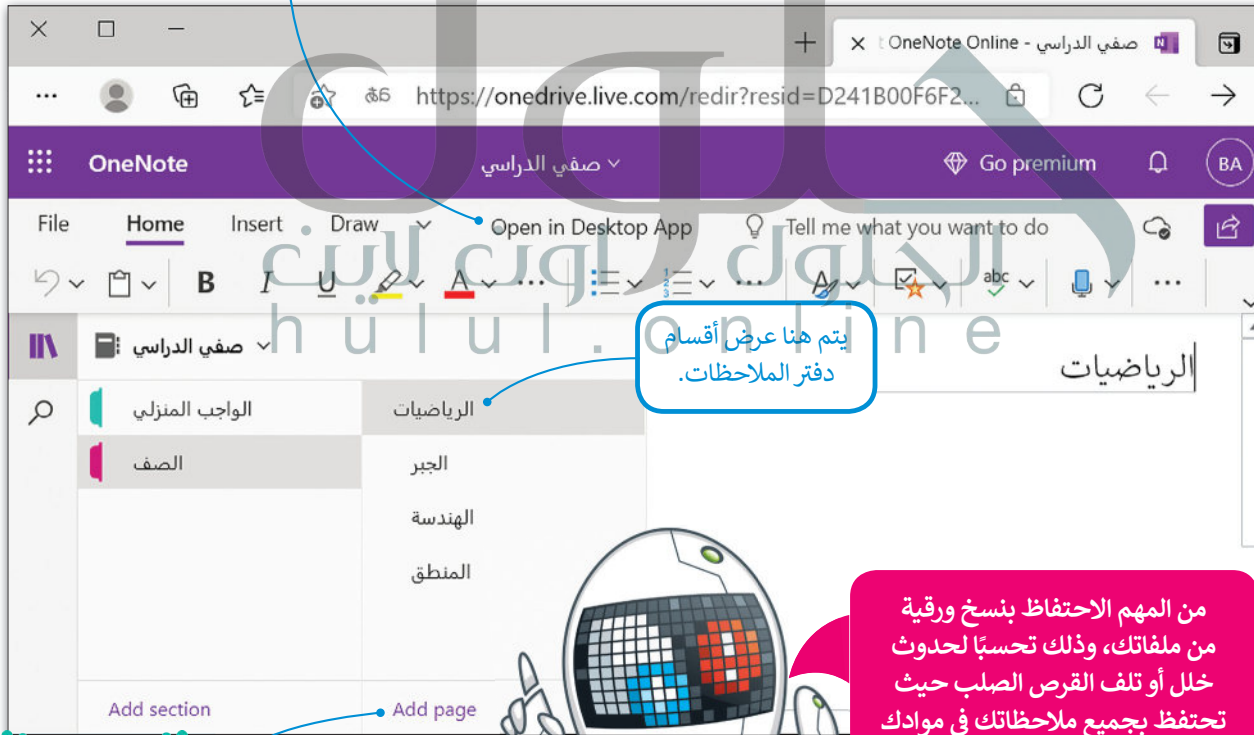 صفي الدراسي - OneNote Online
https://onedrive.live.com/redir?resid=D241B00F6F2...
OneNote
صفي الدراسي
Go premium
BA
File Home Insert Draw Open in Desktop App Tell me what you want to do
B I U A A abc
حلول
الحلول اون لاين
hulul.online
صفي الدراسي
يتم هنا عرض أقسام
دفتر الملاحظات.
الرياضيات
الواجب المنزلي
الصف
الرياضيات
الجبر
الهندسة
المنطق
من المهم الاحتفاظ بنسخ ورقية
من ملفاتك، وذلك تحسبًا لحدوث
خلل أو تلف القرص الصلب حيث
تحتفظ بجميع ملاحظاتك في موادك
Add section
Add page